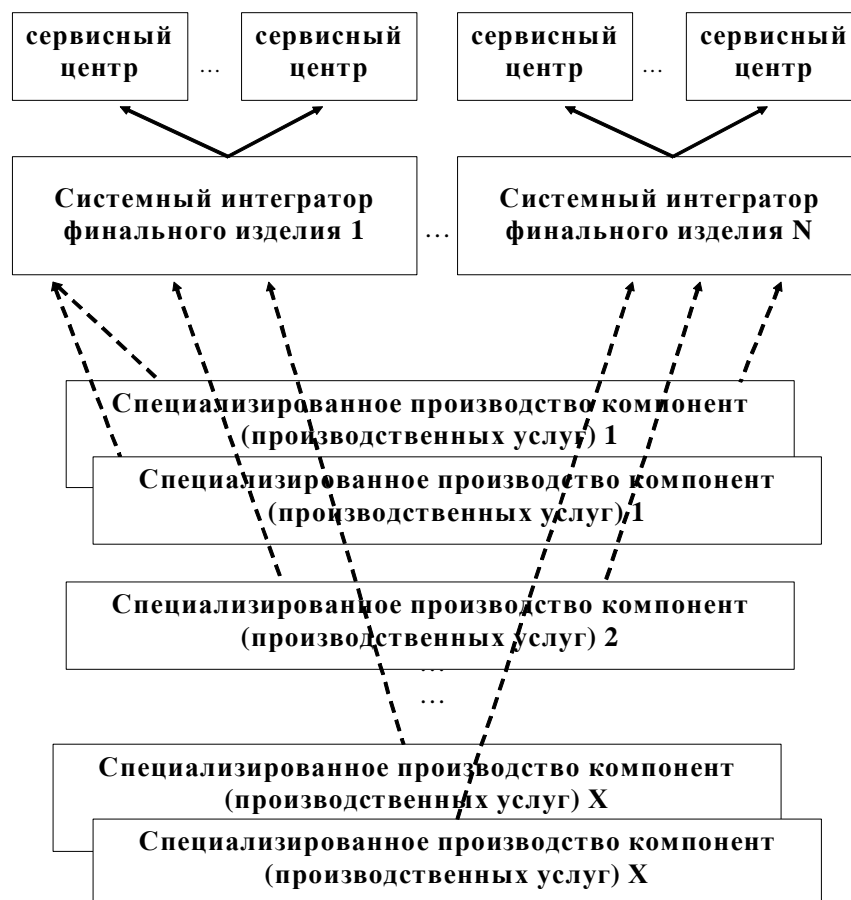 сервисный
центр
...
сервисный
центр
сервисный
центр
...
сервисный
центр
Системный интегратор
финального изделия 1
...
Системный интегратор
финального изделия N
Специализированное производство компонент
(производственных услуг) 1
Специализированное производство компонент
(производственных услуг) 1
Специализированное производство компонент
(производственных услуг) 2
...
...
Специализированное производство компонент
(производственных услуг) X
Специализированное производство компонент
(производственных услуг) X